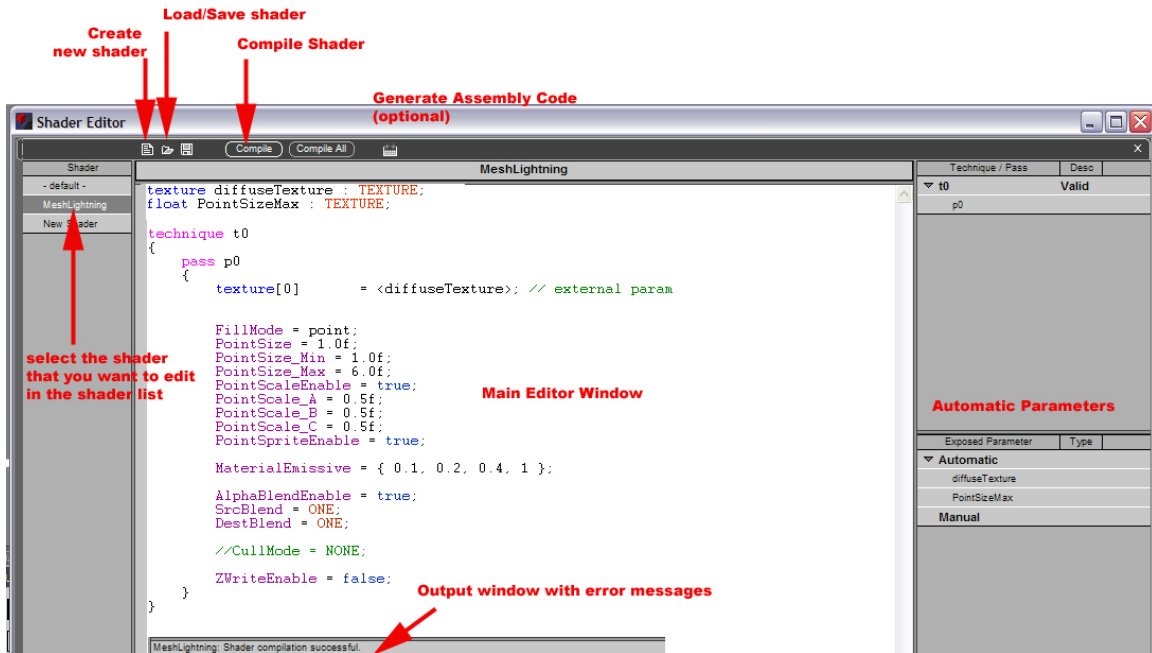 Load/Save shader
Create
new shader
Compile Shader
Generate Assembly Code
(optional)
Shader Editor
Compile
Compile All
X
Shader
MeshLightning
Technique / Pass
Desc
- default -
MeshLightning
New Shader
t0
Valid
p0
texture diffuseTexture : TEXTURE;
float PointSizeMax : TEXTURE;
technique t0
{
pass p0
{
texture[0] = <diffuseTexture>; // external param
FillMode = point;
PointSize = 1.0f;
PointSize_Min = 1.0f;
PointSize_Max = 6.0f;
PointScaleEnable = true;
PointScale_A = 0.5f;
PointScale_B = 0.5f;
PointScale_C = 0.5f;
PointSpriteEnable = true;
MaterialEmissive = { 0.1, 0.2, 0.4, 1 };
AlphaBlendEnable = true;
SrcBlend = ONE;
DestBlend = ONE;
//CullMode = NONE;
ZWriteEnable = false;
}
}
select the shader
that you want to edit
in the shader list
Main Editor Window
Automatic Parameters
Exposed Parameter
Type
Automatic
diffuseTexture
PointSizeMax
Manual
Output window with error messages
MeshLightning: Shader compilation successful.